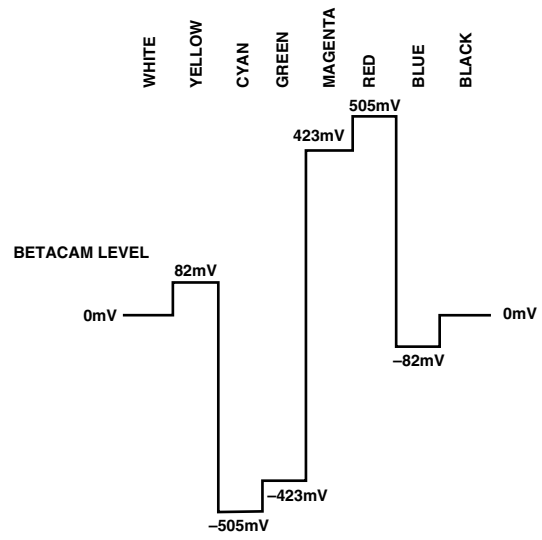 WHITE
YELLOW
CYAN
GREEN
MAGENTA
RED
BLUE
BLACK
505mV
423mV
BETACAM LEVEL
82mV
0mV
0mV
−82mV
−423mV
−505mV